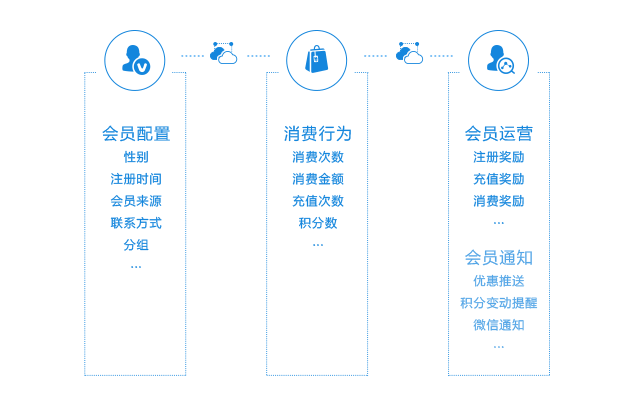 会员配置
性别
注册时间
会员来源
联系方式
分组
...
消费行为
消费次数
消费金额
充值次数
积分数
...
会员运营
注册奖励
充值奖励
消费奖励
...
会员通知
优惠推送
积分变动提醒
微信通知
...